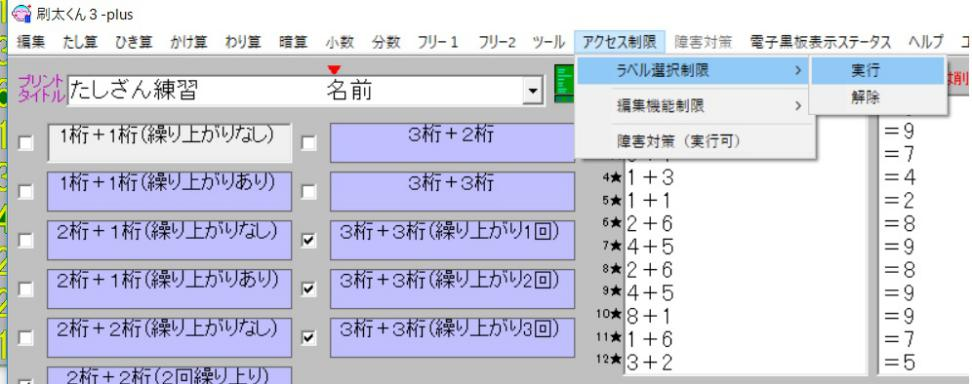 刷太くん３-plus
編集 たし算 ひき算 かけ算 わり算 暗算 小数 分数 フリー1 フリー2 ツール アクセス制限 障害対策 電子黒板表示ステータス ヘルプ
プリント
タイトル
たしざん練習 名前
ラベル選択制限 >
編集機能制限 >
障害対策（実行可）
実行
解除
削
1桁＋1桁(繰り上がりなし)
3桁＋2桁
1桁＋1桁(繰り上がりあり)
3桁＋3桁
2桁＋1桁(繰り上がりなし)
3桁＋3桁(繰り上がり1回)
2桁＋1桁(繰り上がりあり)
3桁＋3桁(繰り上がり2回)
2桁＋2桁(繰り上がりなし)
3桁＋3桁(繰り上がり3回)
2桁＋2桁(2回繰り上り)
＝9
＝7
4★1＋3 ＝4
5★1＋1 ＝2
6★2＋6 ＝8
7★4＋5 ＝9
8★2＋6 ＝8
9★4＋5 ＝9
10★8＋1 ＝9
11★1＋6 ＝7
12★3＋2 ＝5